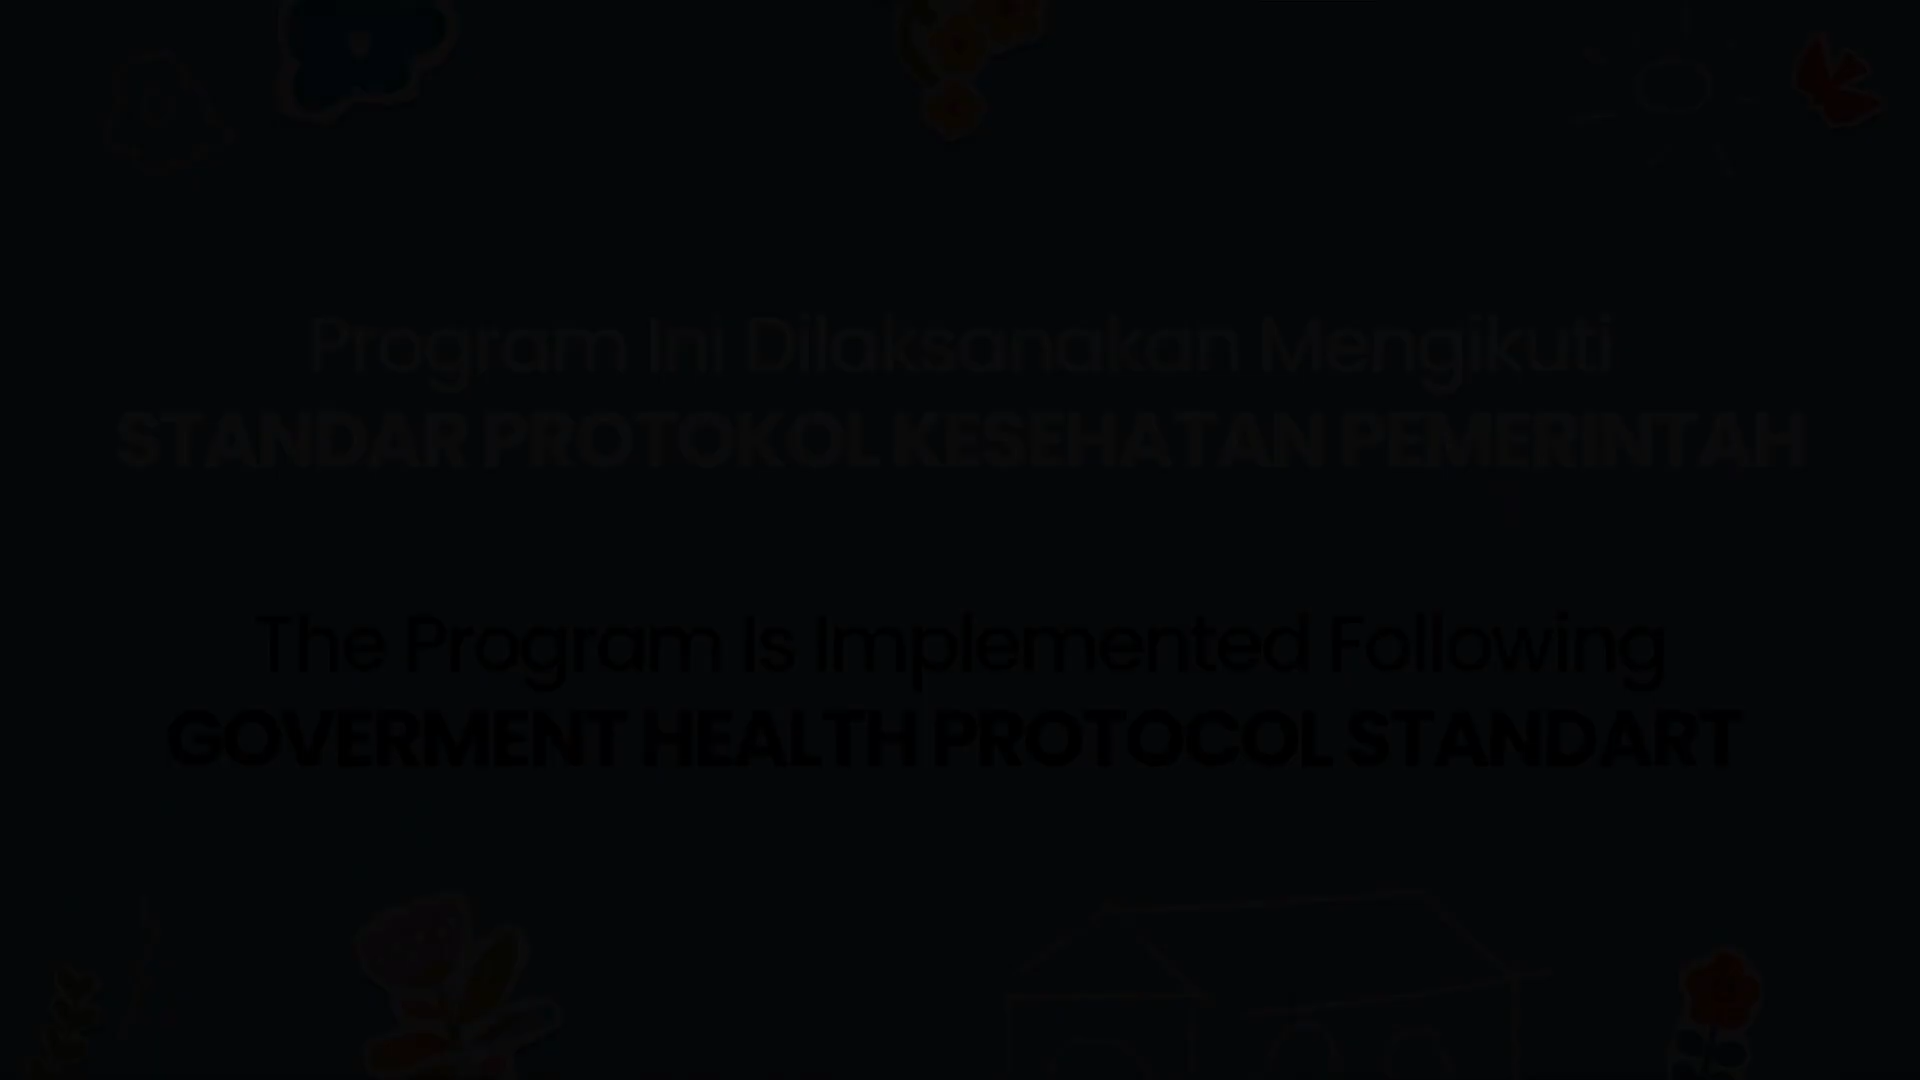 Program Ini Dilaksanakan Mengikuti
STANDAR PROTOKOL KESEHATAN PEMERINTAH
The Program Is Implemented Following
GOVERMENT HEALTH PROTOCOL STANDART